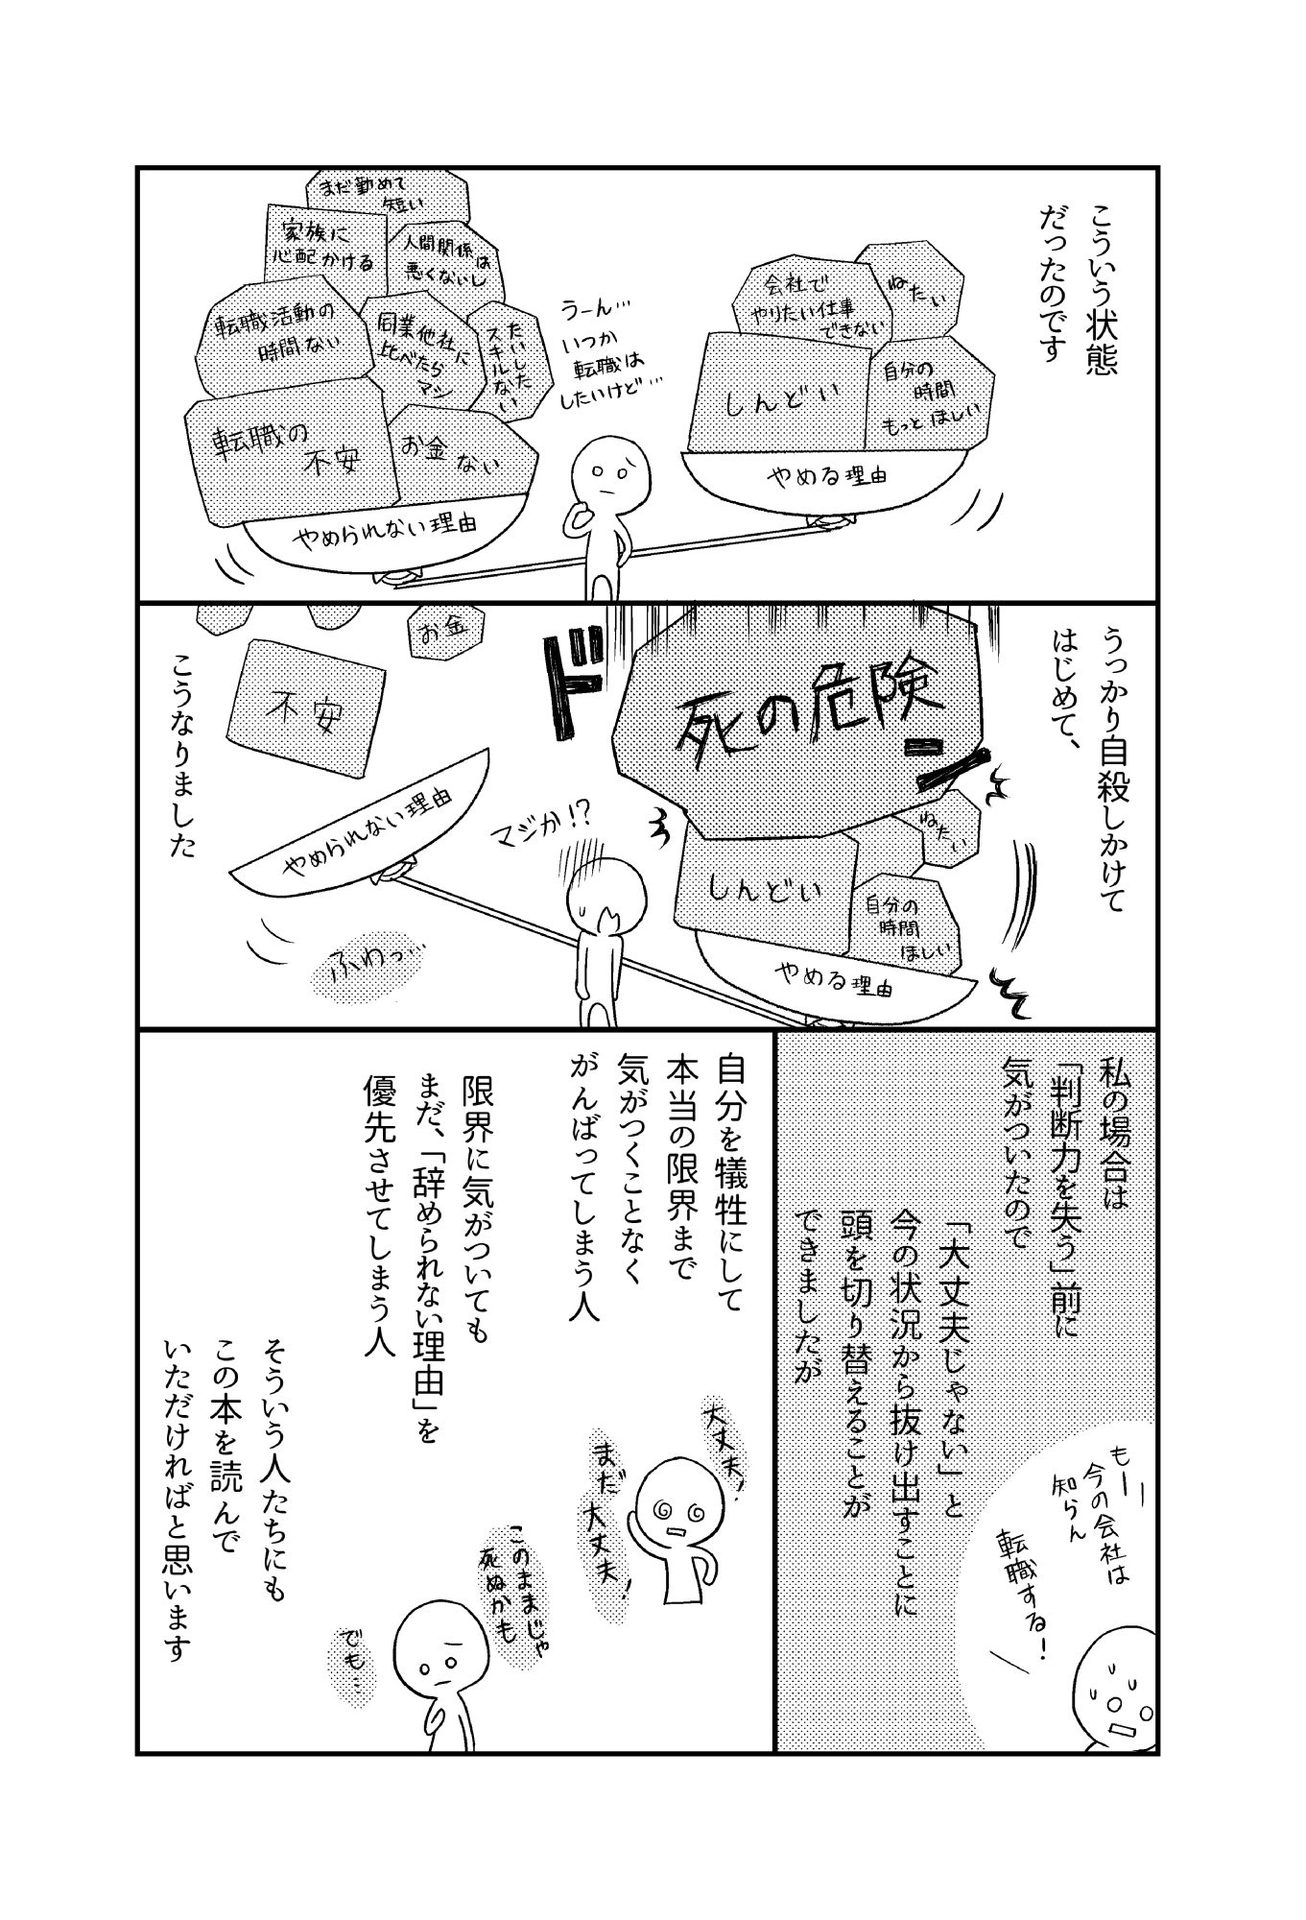 こういう状態
だったのです
ねたい
会社で
やりたい仕事
できない
自分の
時間
もっとほしい
しんどい
やめる理由
うーん…
いつか
転職は
したいけど…
まだ勤めて
短い
家族に
心配かける
人間関係は
悪くないし
転職活動の
時間ない
同業他社に
比べたら
マシ
たいした
スキルない
転職の
不安
お金ない
やめられない理由
うっかり自殺しかけて
はじめて、
死の危険
ドン
ねたい
しんどい
自分の
時間
ほしい
やめる理由
マジか!?
お金
不安
やめられない理由
ふわっ…
こうなりました
私の場合は
「判断力を失う」前に
気がついたので
「大丈夫じゃない」と
今の状況から抜け出すことに
頭を切り替えることが
できましたが
もーー
今の会社は
知らん
転職する!
自分を犠牲にして
本当の限界まで
気がつくことなく
がんばってしまう人
大丈夫!
まだ
大丈夫!
限界に気がついても
まだ、「辞められない理由」を
優先させてしまう人
このままじゃ
死ぬかも
でも…
そういう人たちにも
この本を読んで
いただければと思います